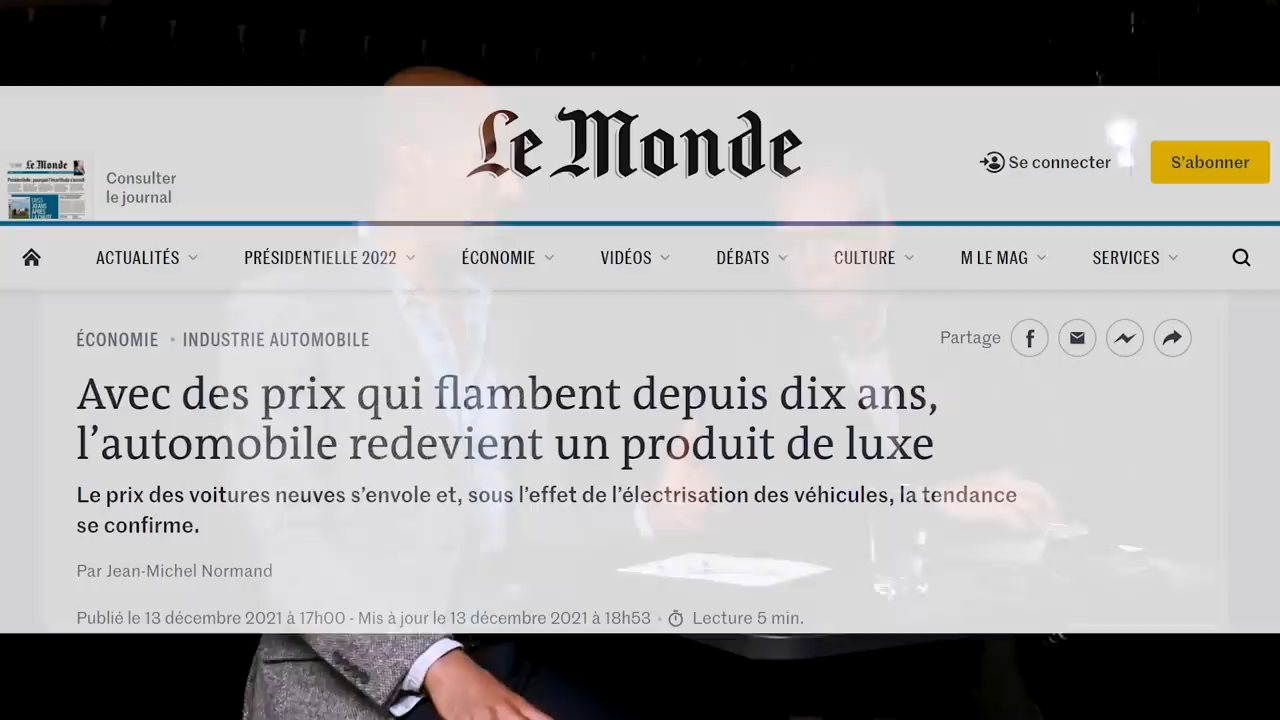 Le Monde
Se connecter
S'abonner
Le Monde
Consulter
le journal
ACTUALITÉS
PRÉSIDENTIELLE 2022
ÉCONOMIE
VIDÉOS
DÉBATS
CULTURE
M LE MAG
SERVICES
ÉCONOMIE • INDUSTRIE AUTOMOBILE
Partage
Avec des prix qui flambent depuis dix ans,
l’automobile redevient un produit de luxe
Le prix des voitures neuves s’envole et, sous l’effet de l’électrisation des véhicules, la tendance
se confirme.
Par Jean-Michel Normand
Publié le 13 décembre 2021 à 17h00 - Mis à jour le 13 décembre 2021 à 18h53 • Lecture 5 min.